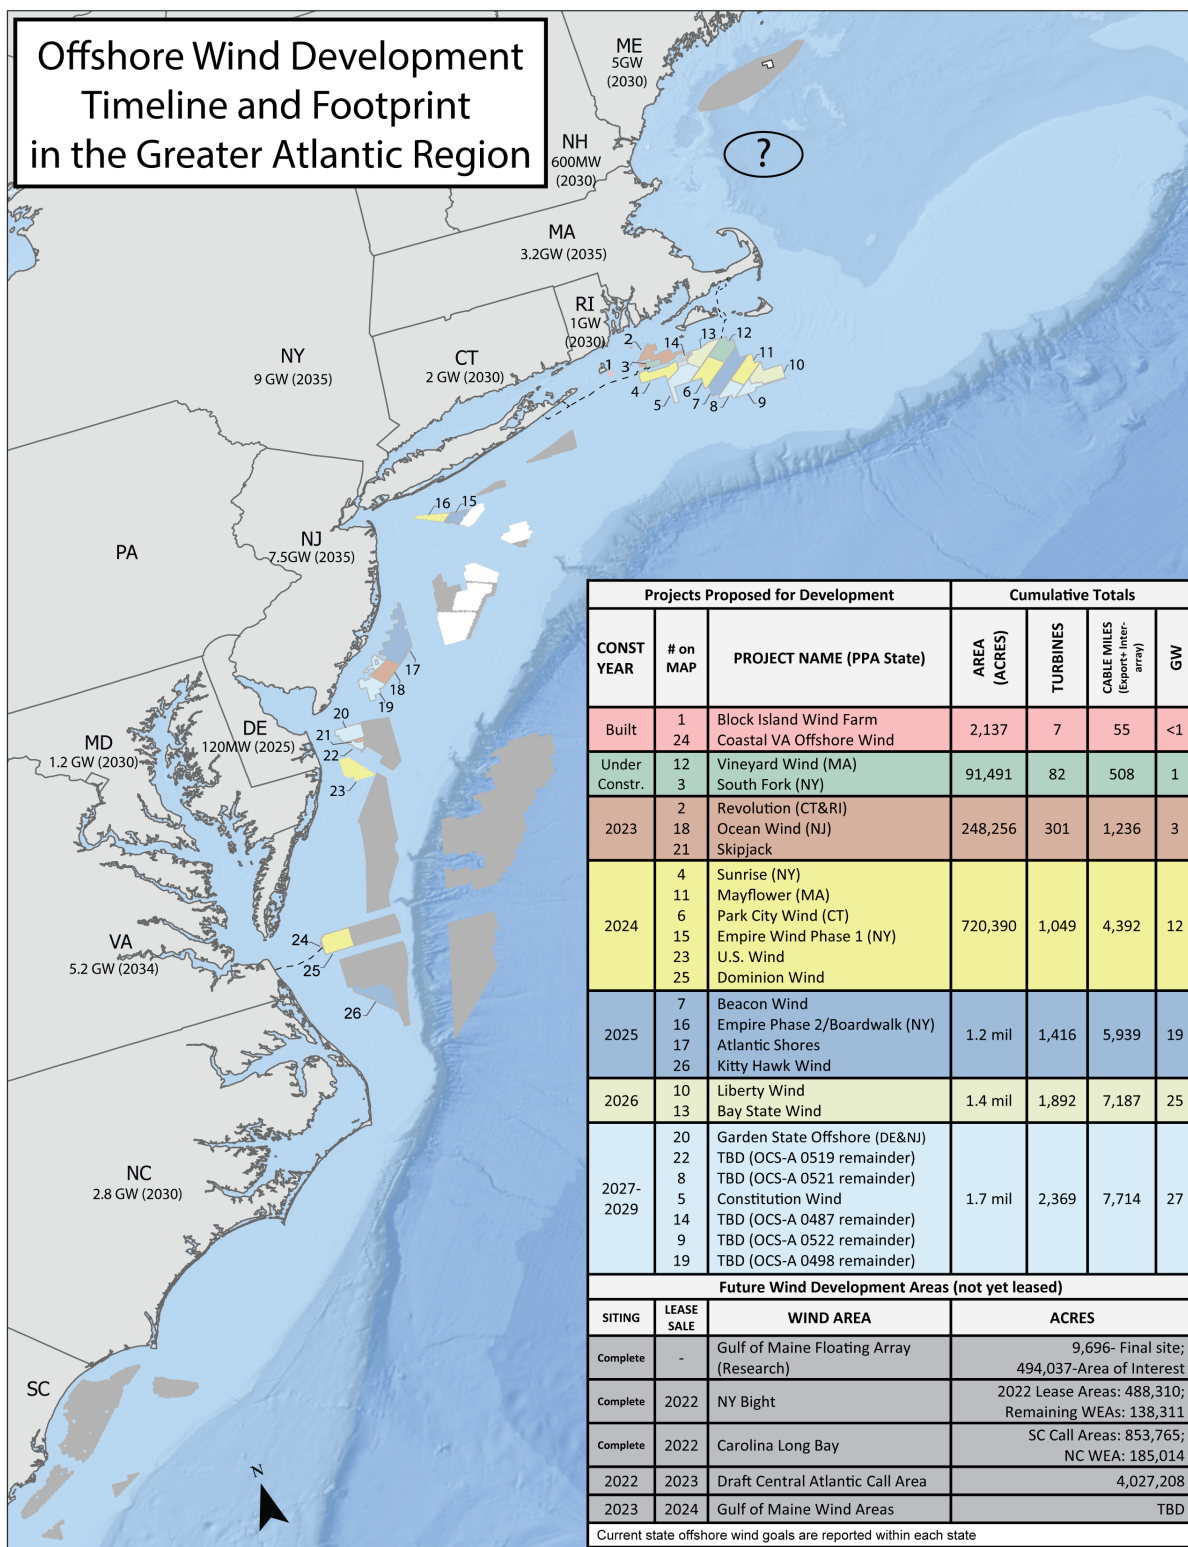 Offshore Wind Development
Timeline and Footprint
in the Greater Atlantic Region
ME
5GW
(2030)
?
NH
600MW
(2030)
MA
3.2GW (2035)
RI
1GW
(2030)
NY
9 GW (2035)
CT
2 GW (2030)
2
1
3
4
5
14
13
12
11
10
6
7
8
9
16
15
PA
NJ
7.5GW (2035)
17
18
19
20
21
22
23
DE
120MW (2025)
MD
1.2 GW (2030)
VA
5.2 GW (2034)
24
25
26
NC
2.8 GW (2030)
SC
N
Projects Proposed for Development
Cumulative Totals
CONST YEAR
# on MAP
PROJECT NAME (PPA State)
AREA (ACRES)
TURBINES
CABLE MILES (Export+ Inter-array)
GW
Built
1 Block Island Wind Farm
24 Coastal VA Offshore Wind
2,137 7 55 <1
Under Constr.
12 Vineyard Wind (MA)
3 South Fork (NY)
91,491 82 508 1
2023
2 Revolution (CT&RI)
18 Ocean Wind (NJ)
21 Skipjack
248,256 301 1,236 3
2024
4 Sunrise (NY)
11 Mayflower (MA)
6 Park City Wind (CT)
15 Empire Wind Phase 1 (NY)
23 U.S. Wind
25 Dominion Wind
720,390 1,049 4,392 12
2025
7 Beacon Wind
16 Empire Phase 2/Boardwalk (NY)
17 Atlantic Shores
26 Kitty Hawk Wind
1.2 mil 1,416 5,939 19
2026
10 Liberty Wind
13 Bay State Wind
1.4 mil 1,892 7,187 25
2027-
2029
20 Garden State Offshore (DE&NJ)
22 TBD (OCS-A 0519 remainder)
8 TBD (OCS-A 0521 remainder)
5 Constitution Wind
14 TBD (OCS-A 0487 remainder)
9 TBD (OCS-A 0522 remainder)
19 TBD (OCS-A 0498 remainder)
1.7 mil 2,369 7,714 27
Future Wind Development Areas (not yet leased)
SITING
LEASE SALE
WIND AREA
ACRES
Complete - Gulf of Maine Floating Array
(Research)
9,696- Final site;
494,037-Area of Interest
Complete 2022 NY Bight
2022 Lease Areas: 488,310;
Remaining WEAs: 138,311
Complete 2022 Carolina Long Bay
SC Call Areas: 853,765;
NC WEA: 185,014
2022 2023 Draft Central Atlantic Call Area 4,027,208
2023 2024 Gulf of Maine Wind Areas TBD
Current state offshore wind goals are reported within each state